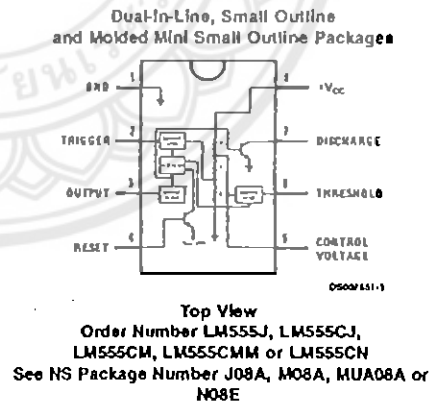 Dual-In-Line, Small Outline
and Molded Mini Small Outline Packages
1
GND
8
+VCC
2
TRIGGER
7
DISCHARGE
3
OUTPUT
6
THRESHOLD
4
RESET
5
CONTROL
VOLTAGE
Top View
Order Number LM555J, LM555CJ,
LM555CM, LM555CMM or LM555CN
See NS Package Number J08A, M08A, MUA08A or
N08E